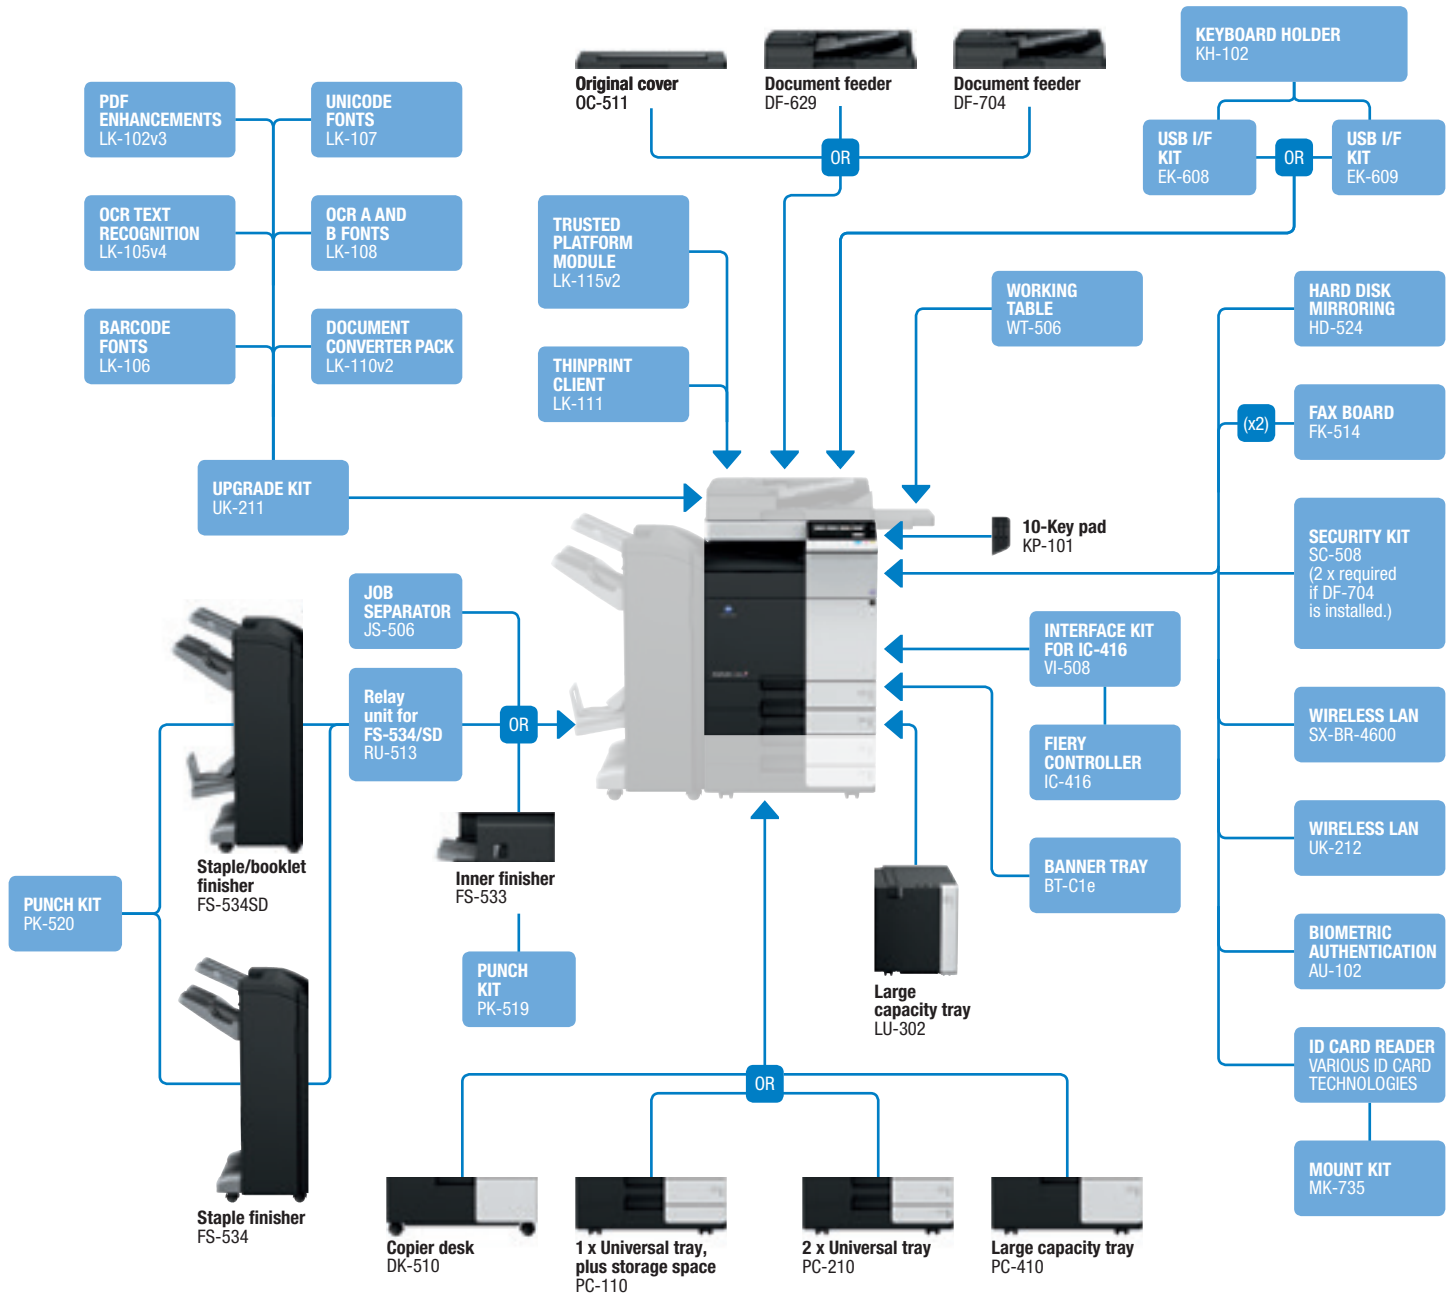 KEYBOARD HOLDER
KH-102
Original cover
OC-511
Document feeder
DF-629
Document feeder
DF-704
PDF
ENHANCEMENTS
LK-102v3
UNICODE
FONTS
LK-107
USB I/F
KIT
EK-608
OR
USB I/F
KIT
EK-609
OR
OCR TEXT
RECOGNITION
LK-105v4
OCR A AND
B FONTS
LK-108
TRUSTED
PLATFORM
MODULE
LK-115v2
WORKING
TABLE
WT-506
HARD DISK
MIRRORING
HD-524
BARCODE
FONTS
LK-106
DOCUMENT
CONVERTER PACK
LK-110v2
THINPRINT
CLIENT
LK-111
(x2)
FAX BOARD
FK-514
UPGRADE KIT
UK-211
10-Key pad
KP-101
SECURITY KIT
SC-508
(2 x required
if DF-704
is installed.)
JOB
SEPARATOR
JS-506
INTERFACE KIT
FOR IC-416
VI-508
Relay
unit for
FS-534/SD
RU-513
OR
WIRELESS LAN
SX-BR-4600
FIERY
CONTROLLER
IC-416
WIRELESS LAN
UK-212
Staple/booklet
finisher
FS-534SD
Inner finisher
FS-533
BANNER TRAY
BT-C1e
PUNCH KIT
PK-520
BIOMETRIC
AUTHENTICATION
AU-102
PUNCH
KIT
PK-519
Large
capacity tray
LU-302
ID CARD READER
VARIOUS ID CARD
TECHNOLOGIES
OR
MOUNT KIT
MK-735
Staple finisher
FS-534
Copier desk
DK-510
1 x Universal tray,
plus storage space
PC-110
2 x Universal tray
PC-210
Large capacity tray
PC-410